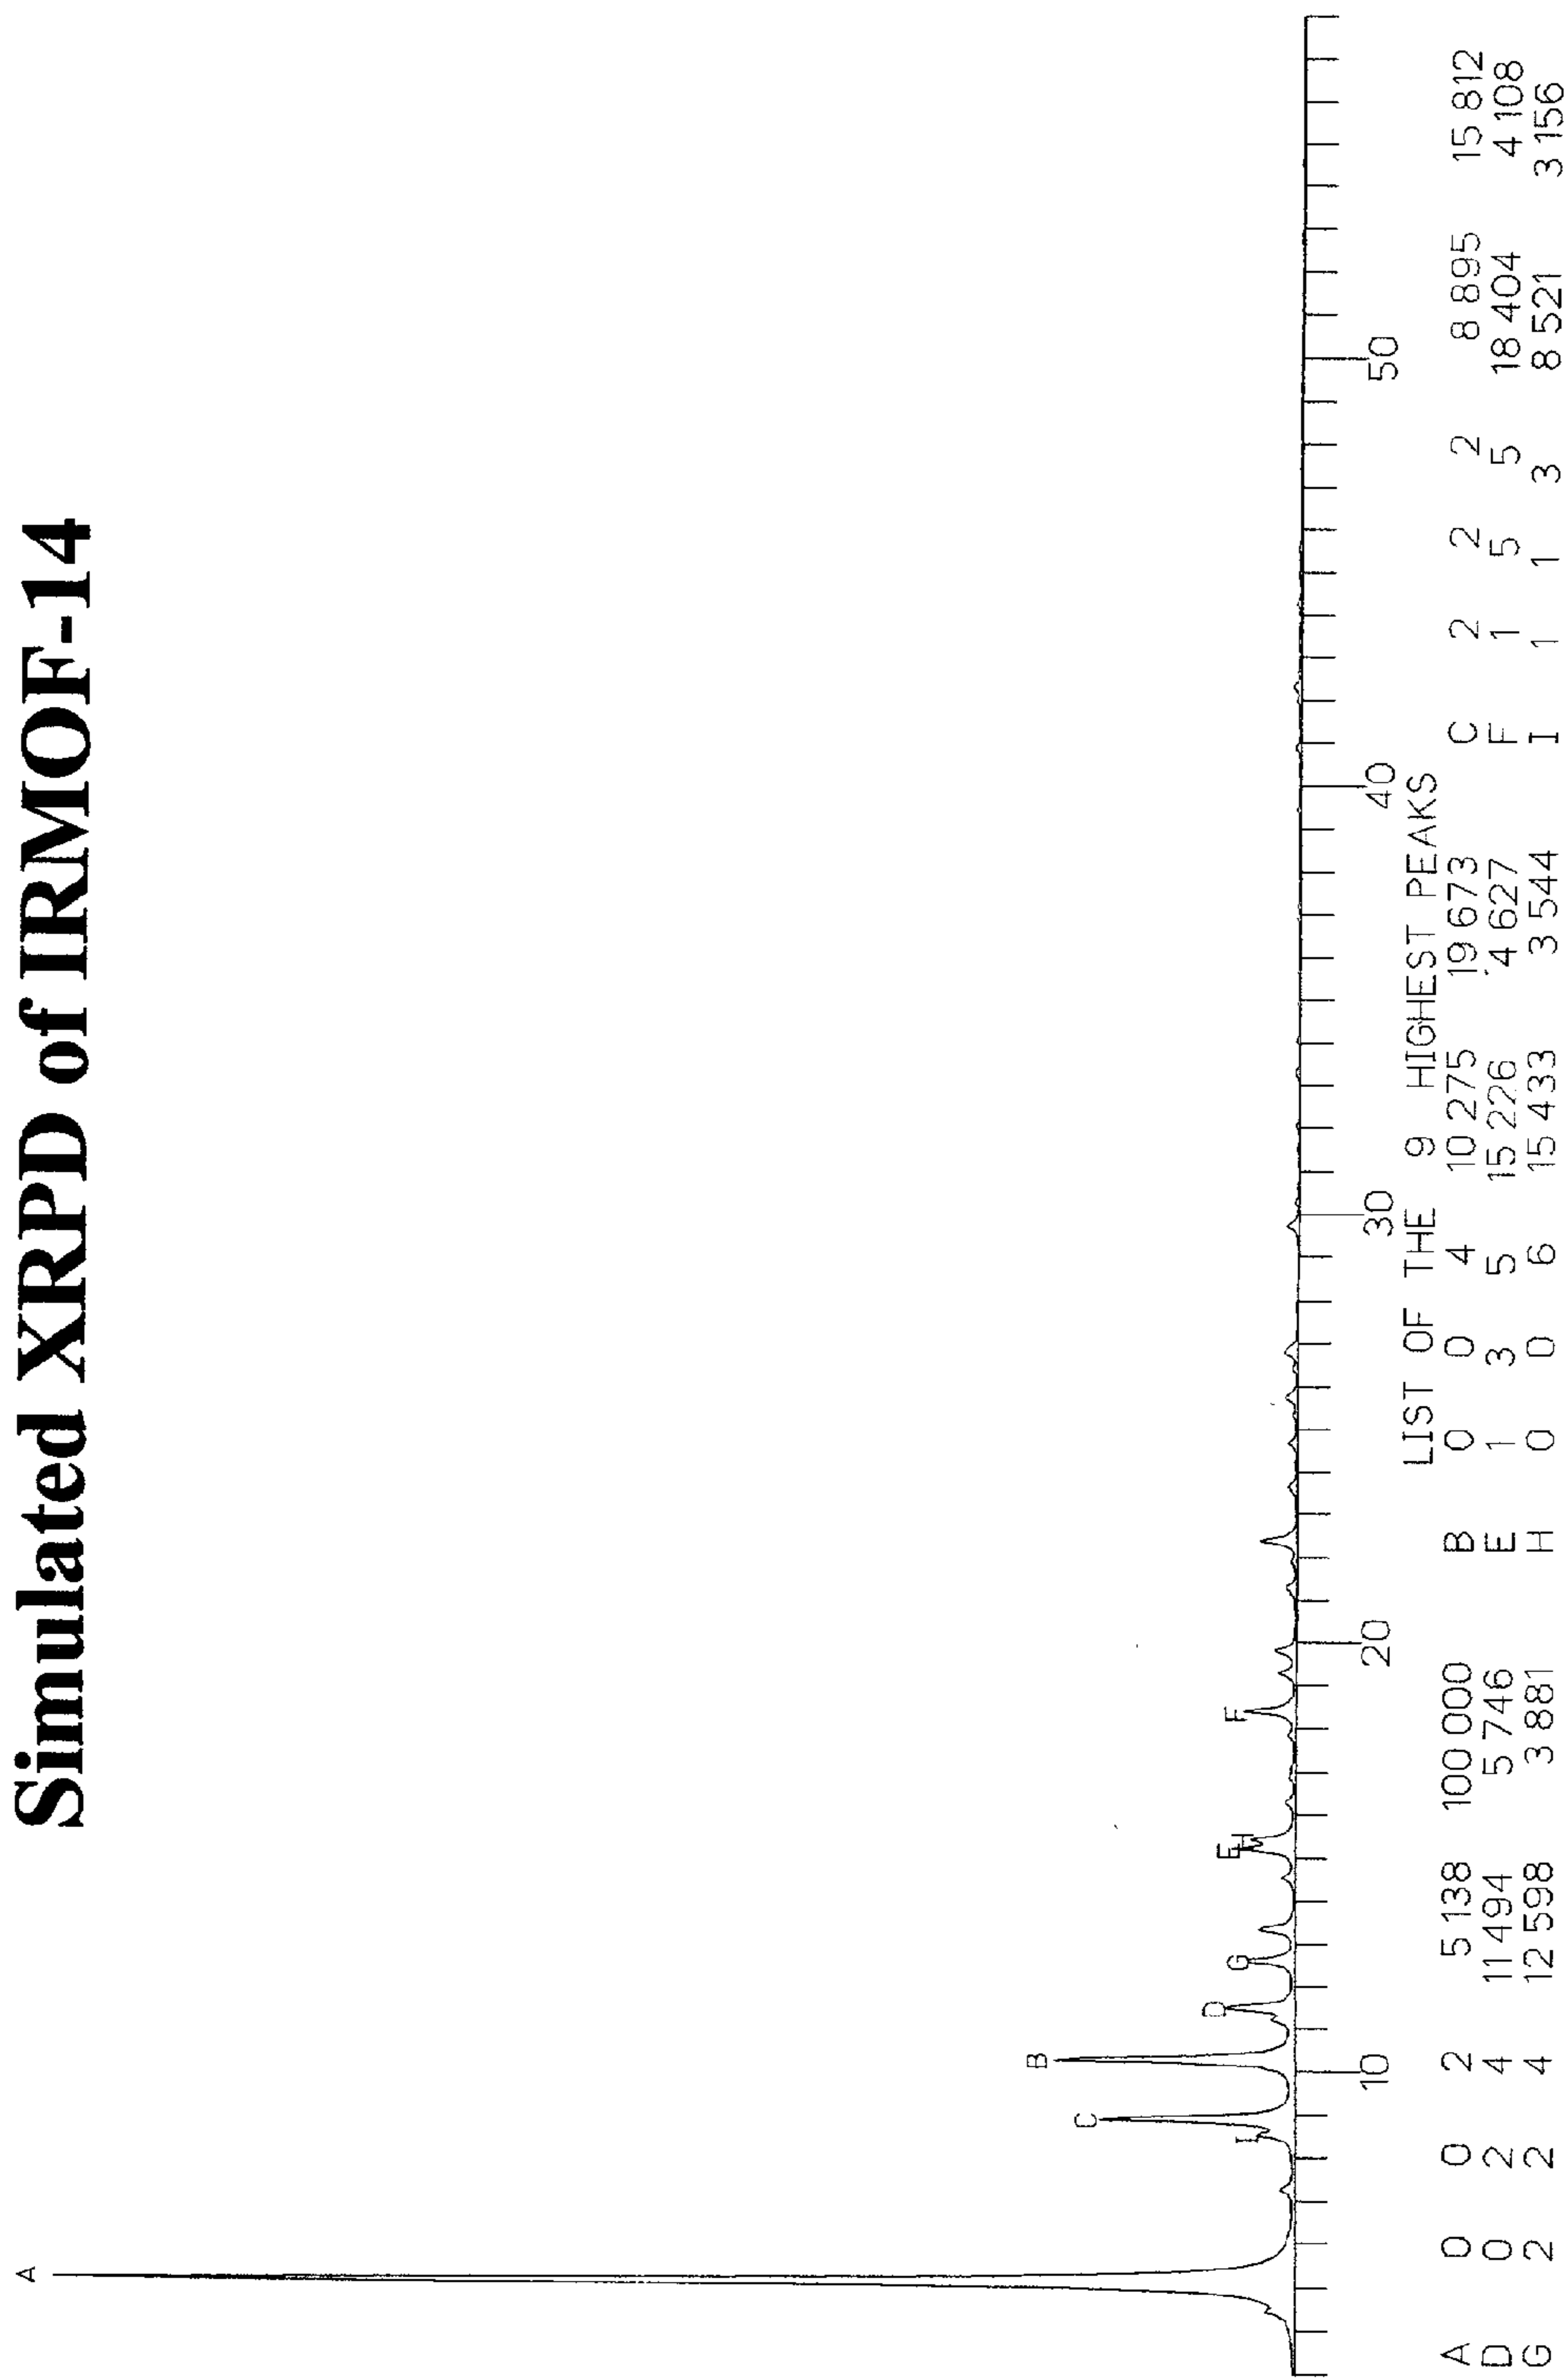 Simulated XRPD of IRMOF-14
A
I
C
B
D
G
E
H
F
10
20
30
40
50
LIST OF THE 9 HIGHEST PEAKS
A 0 0 2 5 138 100 000 B 0 0 4 10 275 19 673 C 2 2 2 8 895 15 812
D 0 2 4 11 494 5 746 E 1 3 5 15 226 4 627 F 1 5 5 18 404 4 108
G 2 2 4 12 598 3 881 H 0 0 6 15 433 3 544 I 1 1 3 8 521 3 156